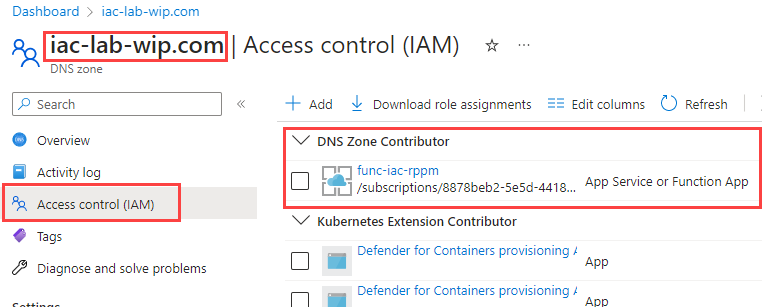 Dashboard > iac-lab-wip.com >
iac-lab-wip.com | Access control (IAM) ☆ ...
DNS zone
Search «
Overview
Activity log
Access control (IAM)
Tags
Diagnose and solve problems
Settings
+ Add Download role assignments Edit columns Refresh
DNS Zone Contributor
func-iac-rppm
/subscriptions/8878beb2-5e5d-4418... App Service or Function App
Kubernetes Extension Contributor
Defender for Containers provisioning A
App
Defender for Containers provisioning A
App